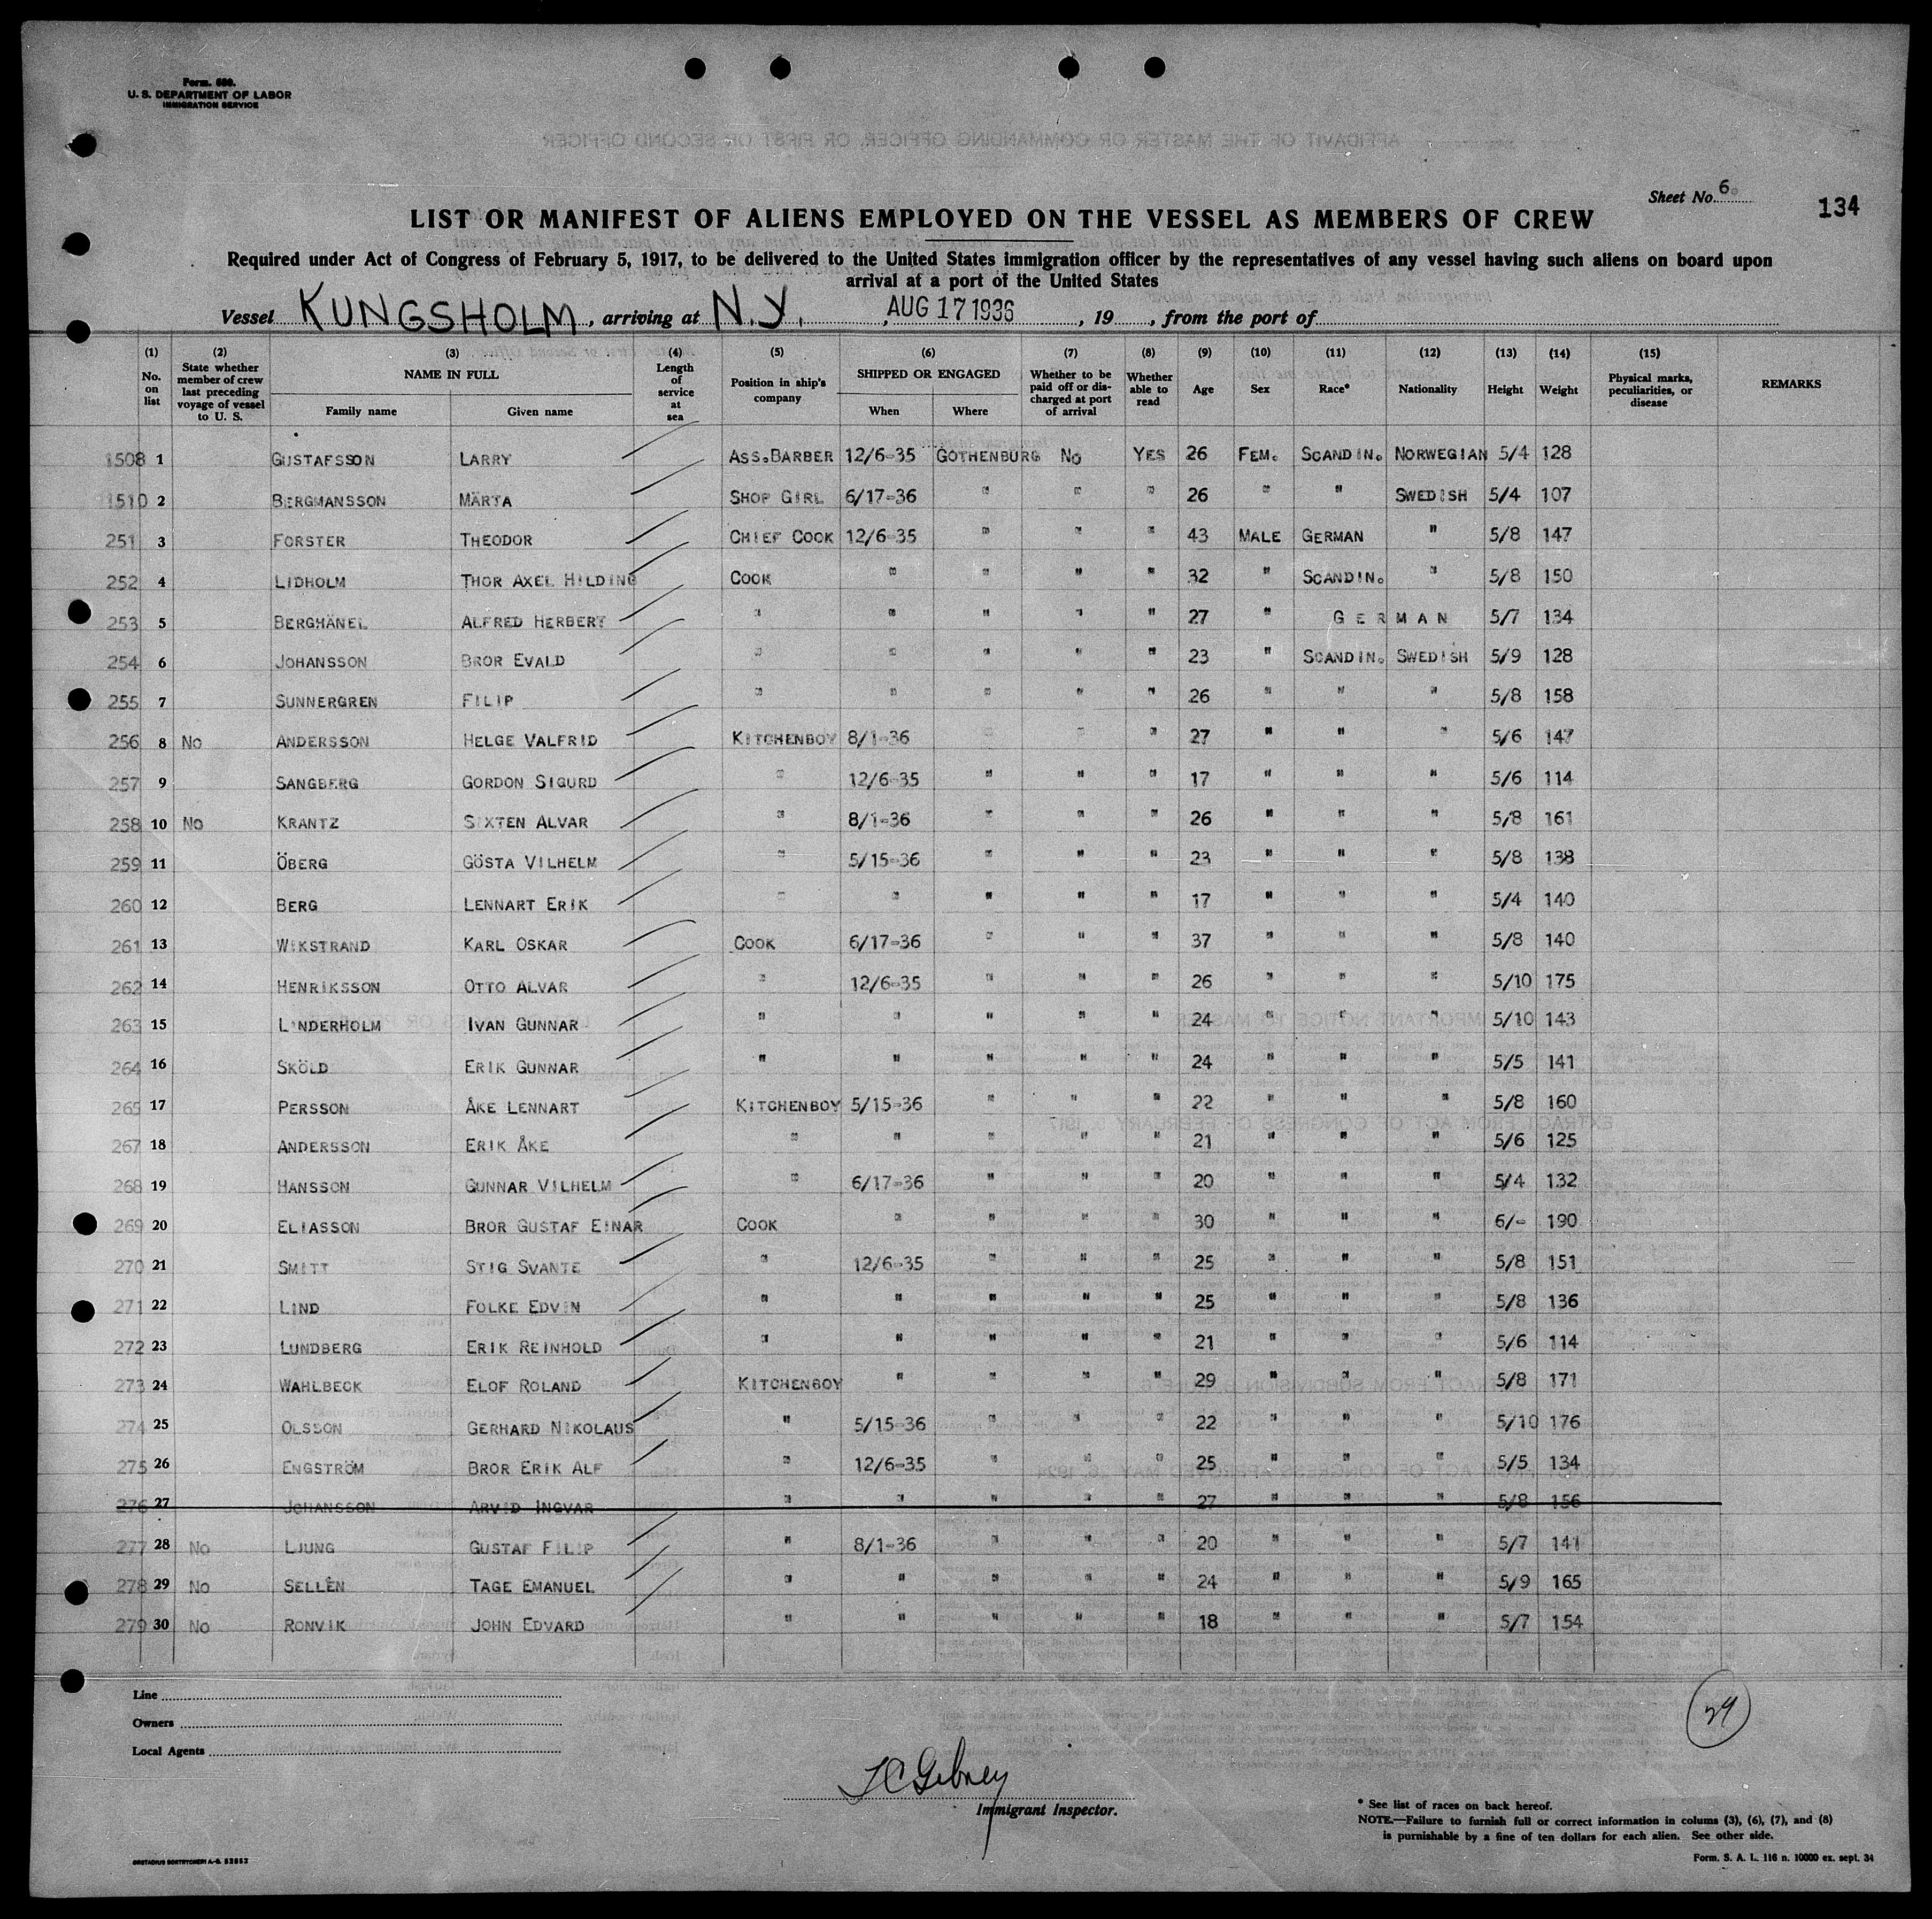 Form. 680.
U. S. DEPARTMENT OF LABOR
IMMIGRATION SERVICE
Sheet No. 6.
134
LIST OR MANIFEST OF ALIENS EMPLOYED ON THE VESSEL AS MEMBERS OF CREW
Required under Act of Congress of February 5, 1917, to be delivered to the United States immigration officer by the representatives of any vessel having such aliens on board upon
arrival at a port of the United States
Vessel KUNGSHOLM, arriving at N.Y., AUG 17 1936, 19 , from the port of
(1) No. on list (2) State whether member of crew last preceding voyage of vessel to U. S. (3) NAME IN FULL Family name Given name (4) Length of service at sea (5) Position in ship's company (6) SHIPPED OR ENGAGED When Where (7) Whether to be paid off or discharged at port of arrival (8) Whether able to read (9) Age (10) Sex (11) Race* (12) Nationality (13) Height (14) Weight (15) Physical marks, peculiarities, or disease REMARKS
1508 1 GUSTAFSSON LARRY ASS.BARBER 12/6-35 GOTHENBURG NO YES 26 FEM. SCANDIN. NORWEGIAN 5/4 128
1510 2 BERGMANSSON MÄRTA SHOP GIRL 6/17-36 " " " 26 " " SWEDISH 5/4 107
251 3 FORSTER THEODOR CHIEF COOK 12/6-35 " " " 43 MALE GERMAN " 5/8 147
252 4 LIDHOLM THOR AXEL HILDING COOK " " " " 32 " SCANDIN. " 5/8 150
253 5 BERGHÄNEL ALFRED HERBERT " " " " " 27 " GERMAN 5/7 134
254 6 JOHANSSON BROR EVALD " " " " " 23 " SCANDIN. SWEDISH 5/9 128
255 7 SUNNERGREN FILIP " " " " " 26 " " " 5/8 158
256 8 NO ANDERSSON HELGE VALFRID KITCHENBOY 8/1-36 " " " 27 " " " 5/6 147
257 9 SANGBERG GORDON SIGURD " 12/6-35 " " " 17 " " " 5/6 114
258 10 NO KRANTZ SIXTEN ALVAR " 8/1-36 " " " 26 " " " 5/8 161
259 11 ÖBERG GÖSTA VILHELM " 5/15-36 " " " 23 " " " 5/8 138
260 12 BERG LENNART ERIK " " " " " 17 " " " 5/4 140
261 13 WIKSTRAND KARL OSKAR COOK 6/17-36 " " " 37 " " " 5/8 140
262 14 HENRIKSSON OTTO ALVAR " 12/6-35 " " " 26 " " " 5/10 175
263 15 LINDERHOLM IVAN GUNNAR " " " " " 24 " " " 5/10 143
264 16 SKÖLD ERIK GUNNAR " " " " " 24 " " " 5/5 141
265 17 PERSSON ÅKE LENNART KITCHENBOY 5/15-36 " " " 22 " " " 5/8 160
267 18 ANDERSSON ERIK ÅKE " " " " " 21 " " " 5/6 125
268 19 HANSSON GUNNAR VILHELM " 6/17-36 " " " 20 " " " 5/4 132
269 20 ELIASSON BROR GUSTAF EINAR COOK " " " " 30 " " " 6/- 190
270 21 SMITT STIG SVANTE " 12/6-35 " " " 25 " " " 5/8 151
271 22 LIND FOLKE EDVIN " " " " " 25 " " " 5/8 136
272 23 LUNDBERG ERIK REINHOLD " " " " " 21 " " " 5/6 114
273 24 WAHLBECK ELOF ROLAND KITCHENBOY " " " " 29 " " " 5/8 171
274 25 OLSSON GERHARD NIKOLAUS " 5/15-36 " " " 22 " " " 5/10 176
275 26 ENGSTRÖM BROR ERIK ALF " 12/6-35 " " " 25 " " " 5/5 134
276 27 JOHANSSON ARVID INGVAR " " " " " 27 " " " 5/8 156
277 28 NO LJUNG GUSTAF FILIP " 8/1-36 " " " 20 " " " 5/7 141
278 29 NO SELLÉN TAGE EMANUEL " " " " " 24 " " " 5/9 165
279 30 NO RONVIK JOHN EDVARD " " " " " 18 " " " 5/7 154
Line
Owners
Local Agents
29
Immigrant Inspector.
* See list of races on back hereof.
NOTE.—Failure to furnish full or correct information in colums (3), (6), (7), and (8)
is purnishable by a fine of ten dollars for each alien. See other side.
Form. S. A. L. 116 n. 10000 ex. sept. 34